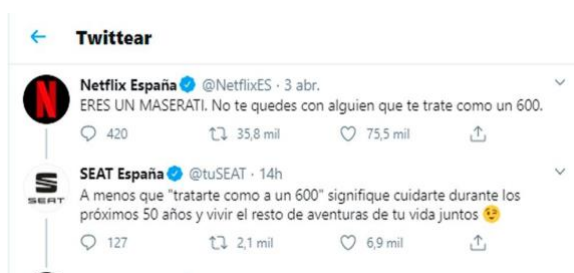 Twittear
Netflix España @NetflixES · 3 abr.
ERES UN MASERATI. No te quedes con alguien que te trate como un 600.
420 35,8 mil 75,5 mil
SEAT España @tuSEAT · 14h
A menos que "tratarte como a un 600" signifique cuidarte durante los
próximos 50 años y vivir el resto de aventuras de tu vida juntos 😉
127 2,1 mil 6,9 mil
N
SEAT